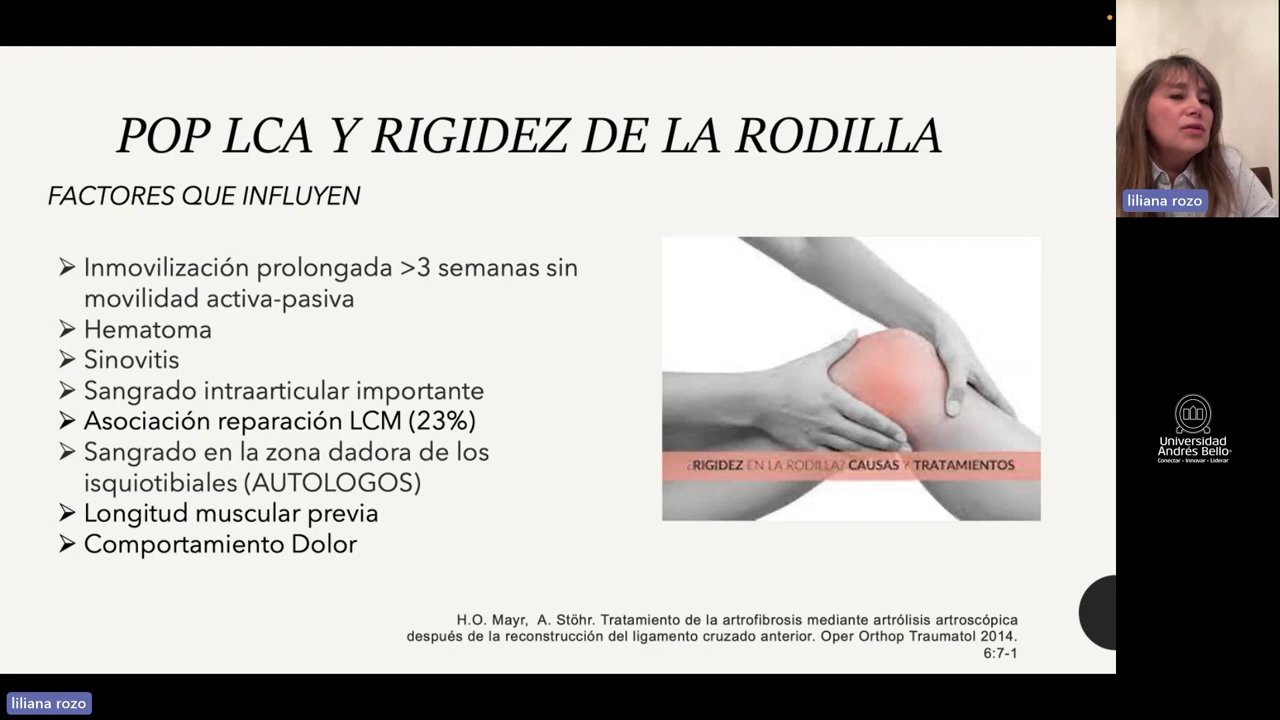 POP LCA Y RIGIDEZ DE LA RODILLA
FACTORES QUE INFLUYEN
➢ Inmovilización prolongada >3 semanas sin
movilidad activa-pasiva
➢ Hematoma
➢ Sinovitis
➢ Sangrado intraarticular importante
➢ Asociación reparación LCM (23%)
➢ Sangrado en la zona dadora de los
isquiotibiales (AUTOLOGOS)
➢ Longitud muscular previa
➢ Comportamiento Dolor
¿RIGIDEZ EN LA RODILLA? CAUSAS Y TRATAMIENTOS
H.O. Mayr, A. Stöhr. Tratamiento de la artrofibrosis mediante artrólisis artroscópica
después de la reconstrucción del ligamento cruzado anterior. Oper Orthop Traumatol 2014.
6:7-1
liliana rozo
Universidad
Andrés Bello
Conectar - Innovar - Liderar
liliana rozo